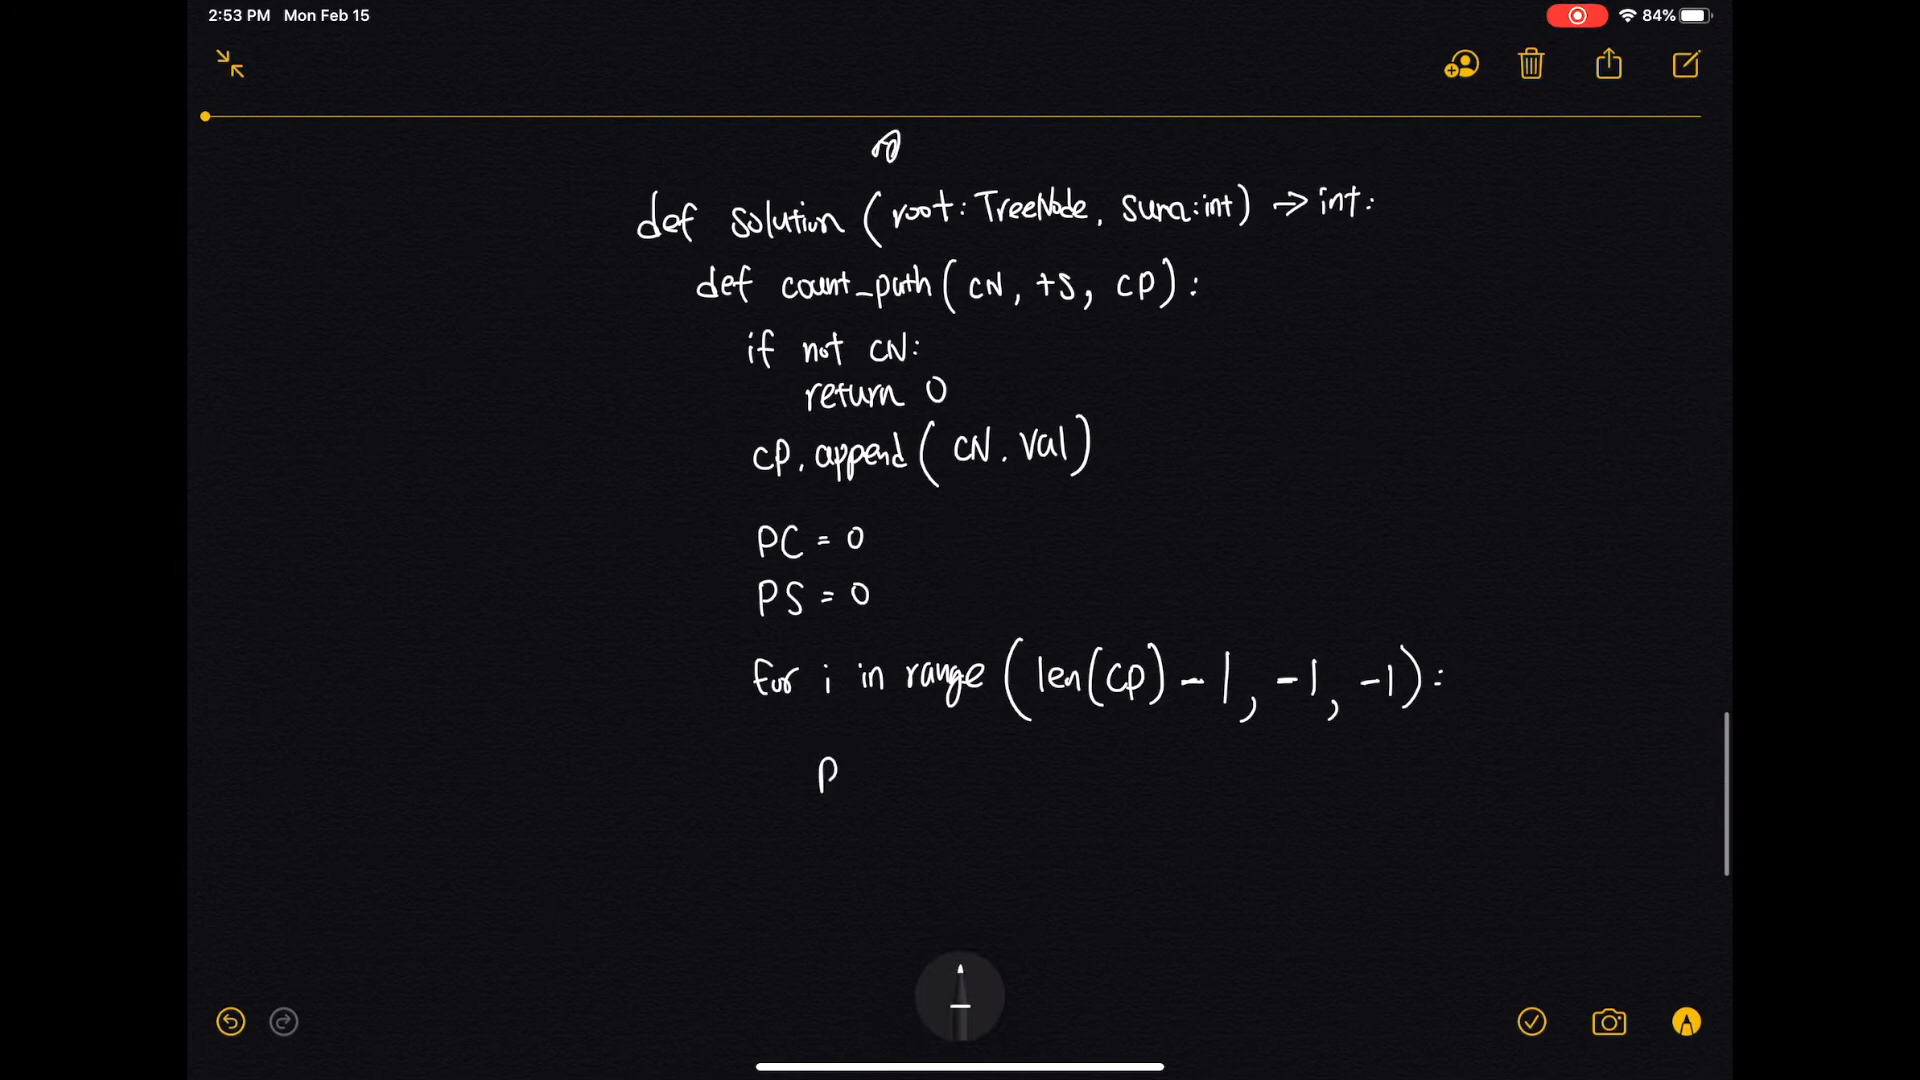 2:53 PM Mon Feb 15
84%
def solution (root: TreeNode, sum: int) → int:
def count_path (CN, tS, CP):
if not CN:
return 0
CP. append (CN. val)
PC = 0
PS = 0
for i in range (len(CP) - 1, -1, -1):
P